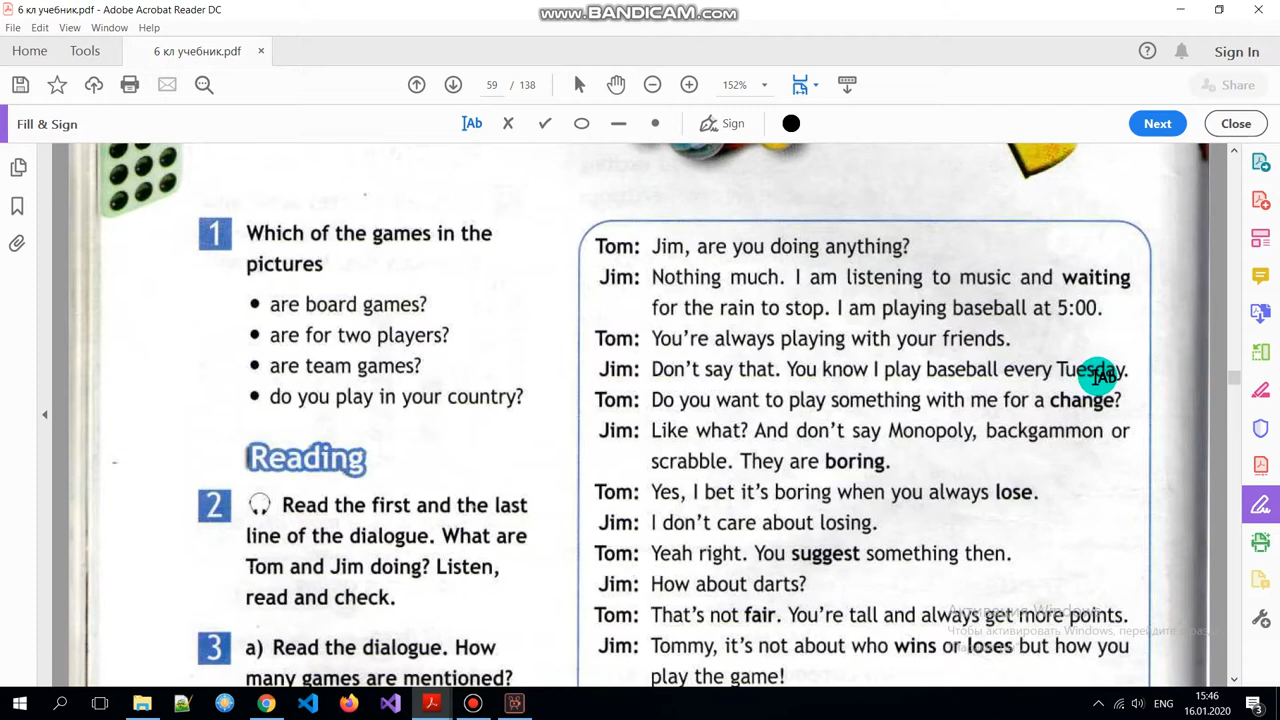 6 кл учебник.pdf - Adobe Acrobat Reader DC
WWW.BANDICAM.COM
File Edit View Window Help
Home Tools 6 кл учебник.pdf × Sign In
59 / 138 152% Share
Fill & Sign Ab Sign Next Close
1 Which of the games in the
pictures
• are board games?
• are for two players?
• are team games?
• do you play in your country?
Reading
2 Read the first and the last
line of the dialogue. What are
Tom and Jim doing? Listen,
read and check.
3 a) Read the dialogue. How
many games are mentioned?
Tom: Jim, are you doing anything?
Jim: Nothing much. I am listening to music and waiting
for the rain to stop. I am playing baseball at 5:00.
Tom: You're always playing with your friends.
Jim: Don't say that. You know I play baseball every Tuesday.
Ab
Tom: Do you want to play something with me for a change?
Jim: Like what? And don't say Monopoly, backgammon or
scrabble. They are boring.
Tom: Yes, I bet it's boring when you always lose.
Jim: I don't care about losing.
Tom: Yeah right. You suggest something then.
Jim: How about darts?
Tom: That's not fair. You're tall and always get more points.
Jim: Tommy, it's not about who wins or loses but how you
play the game!
Активация Windows
Чтобы активировать Windows, перейдите в раздел
ENG 15:46
16.01.2020 3